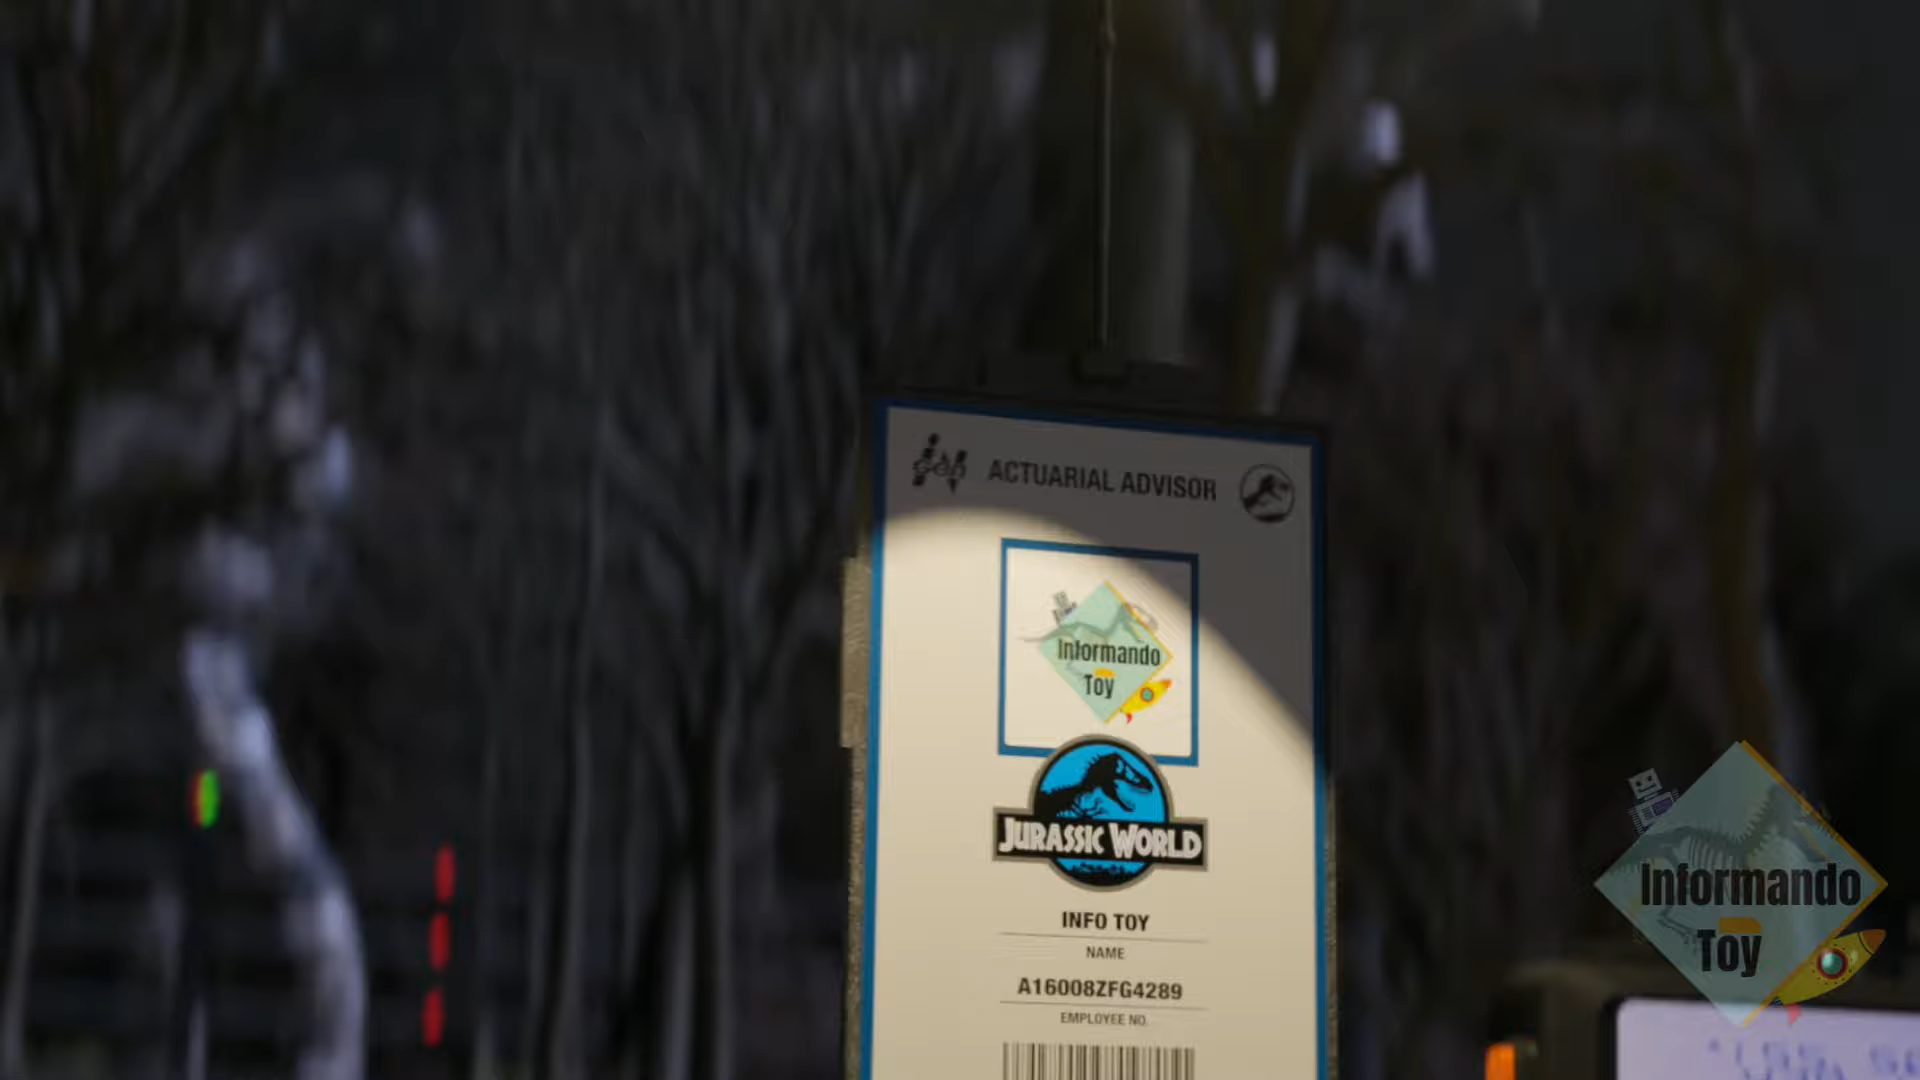 ACTUARIAL ADVISOR
Informando
Toy
JURASSIC WORLD
INFO TOY
NAME
A16008ZFG4289
EMPLOYEE NO.
Informando
Toy